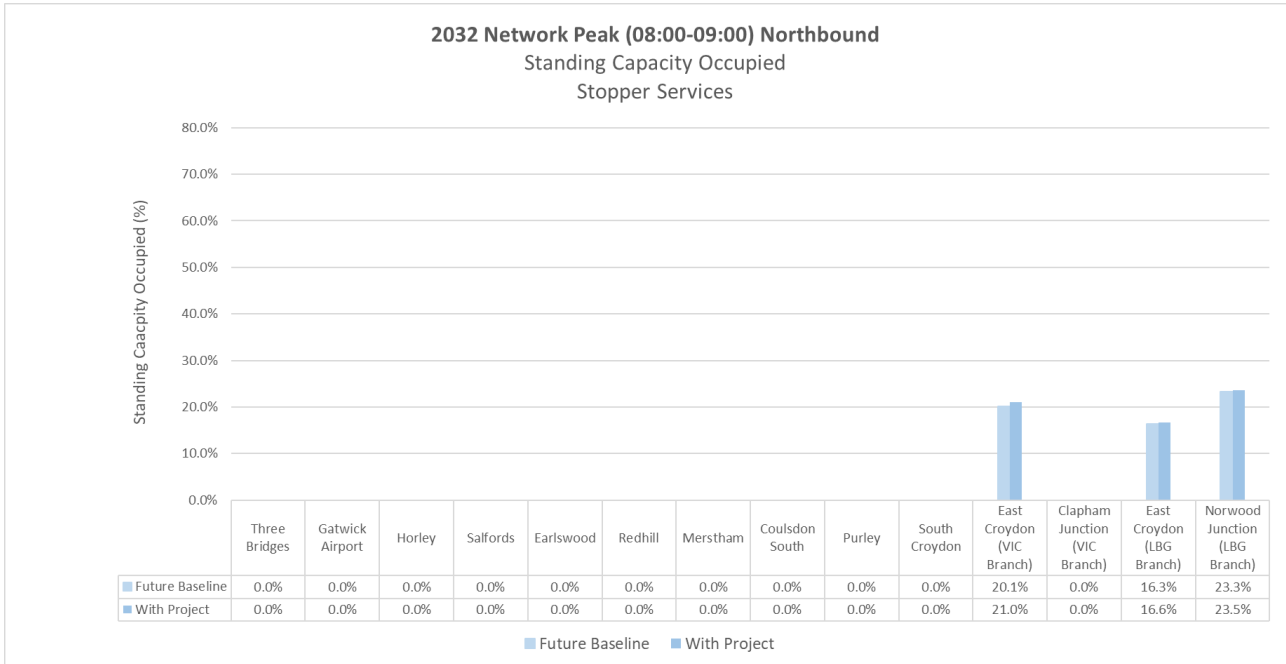 2032 Network Peak (08:00-09:00) Northbound
Standing Capacity Occupied
Stopper Services
Standing Caacpity Occupied (%)
80.0%
70.0%
60.0%
50.0%
40.0%
30.0%
20.0%
10.0%
0.0%
Three Bridges
Gatwick Airport
Horley
Salfords
Earlswood
Redhill
Merstham
Coulsdon South
Purley
South Croydon
East Croydon (VIC Branch)
Clapham Junction (VIC Branch)
East Croydon (LBG Branch)
Norwood Junction (LBG Branch)
Future Baseline 0.0% 0.0% 0.0% 0.0% 0.0% 0.0% 0.0% 0.0% 0.0% 0.0% 20.1% 0.0% 16.3% 23.3%
With Project 0.0% 0.0% 0.0% 0.0% 0.0% 0.0% 0.0% 0.0% 0.0% 0.0% 21.0% 0.0% 16.6% 23.5%
Future Baseline With Project